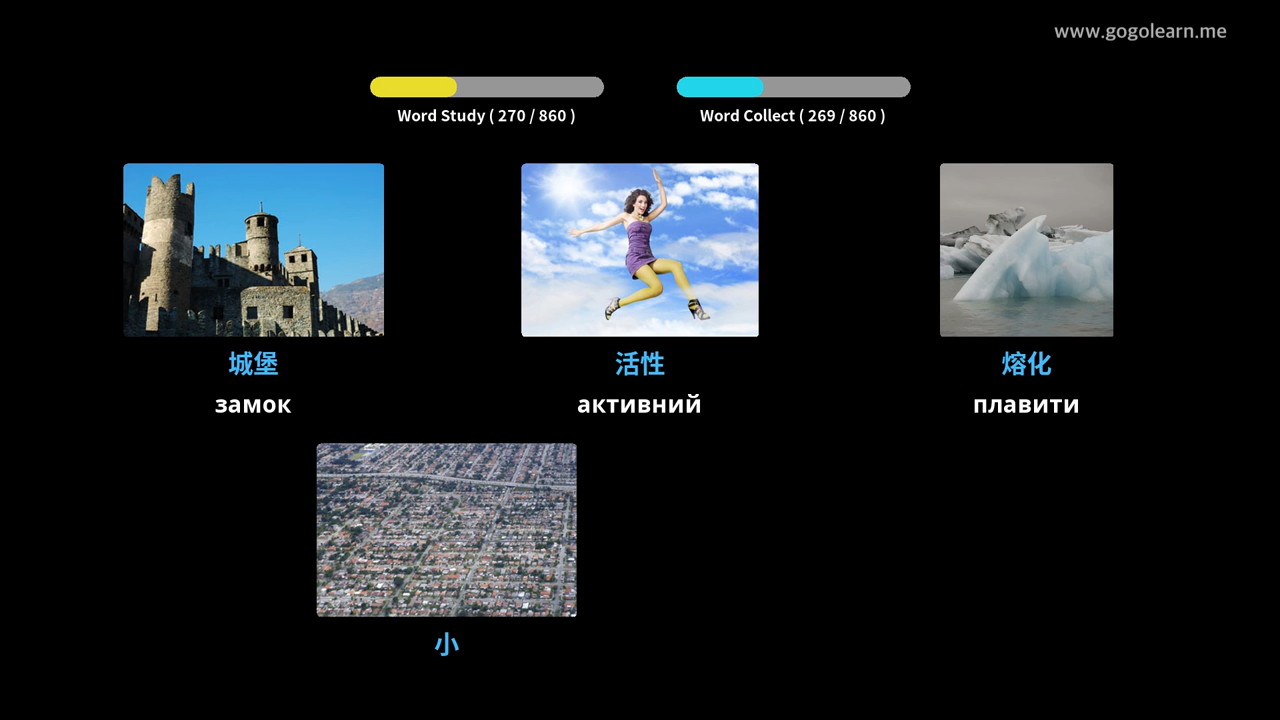 www.gogolearn.me
Word Study ( 270 / 860 )
Word Collect ( 269 / 860 )
城堡
活性
熔化
замок
активний
плавити
小